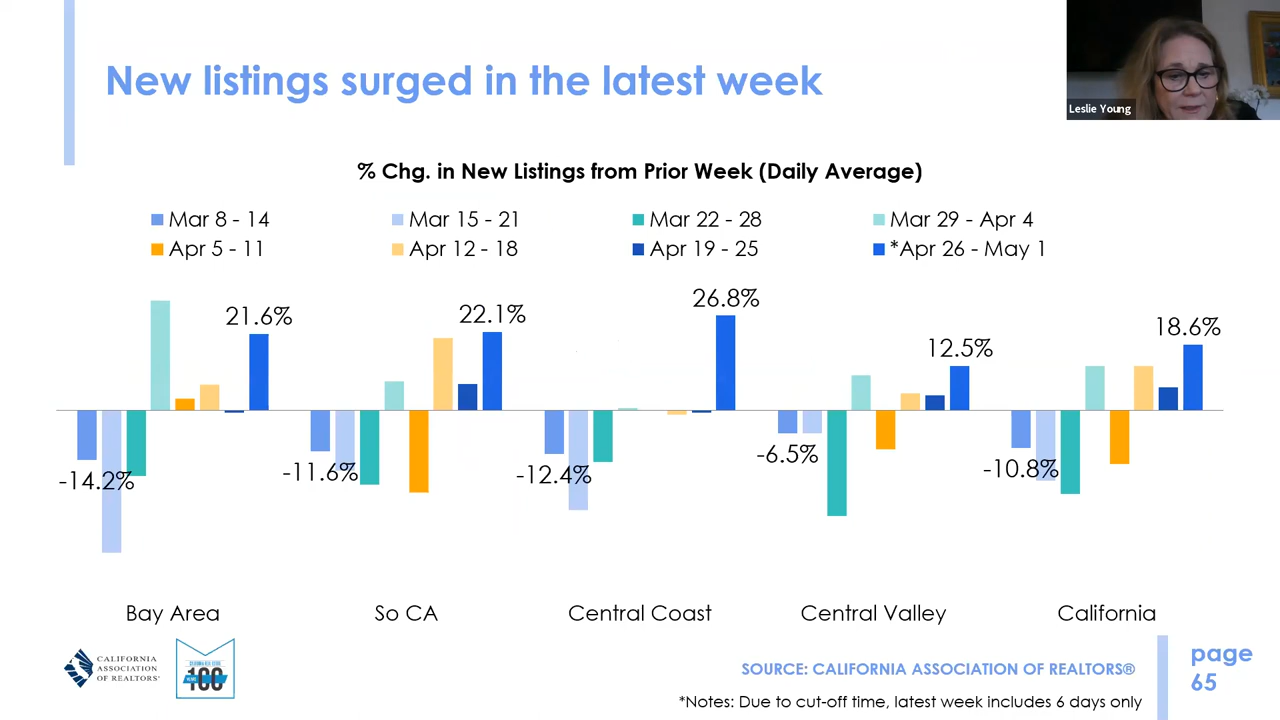 New listings surged in the latest week
Leslie Young
% Chg. in New Listings from Prior Week (Daily Average)
Mar 8 - 14
Mar 15 - 21
Mar 22 - 28
Mar 29 - Apr 4
Apr 5 - 11
Apr 12 - 18
Apr 19 - 25
*Apr 26 - May 1
21.6%
22.1%
26.8%
12.5%
18.6%
-14.2%
-11.6%
-12.4%
-6.5%
-10.8%
Bay Area
So CA
Central Coast
Central Valley
California
CALIFORNIA
ASSOCIATION
OF REALTORS®
100
SOURCE: CALIFORNIA ASSOCIATION OF REALTORS®
*Notes: Due to cut-off time, latest week includes 6 days only
page
65